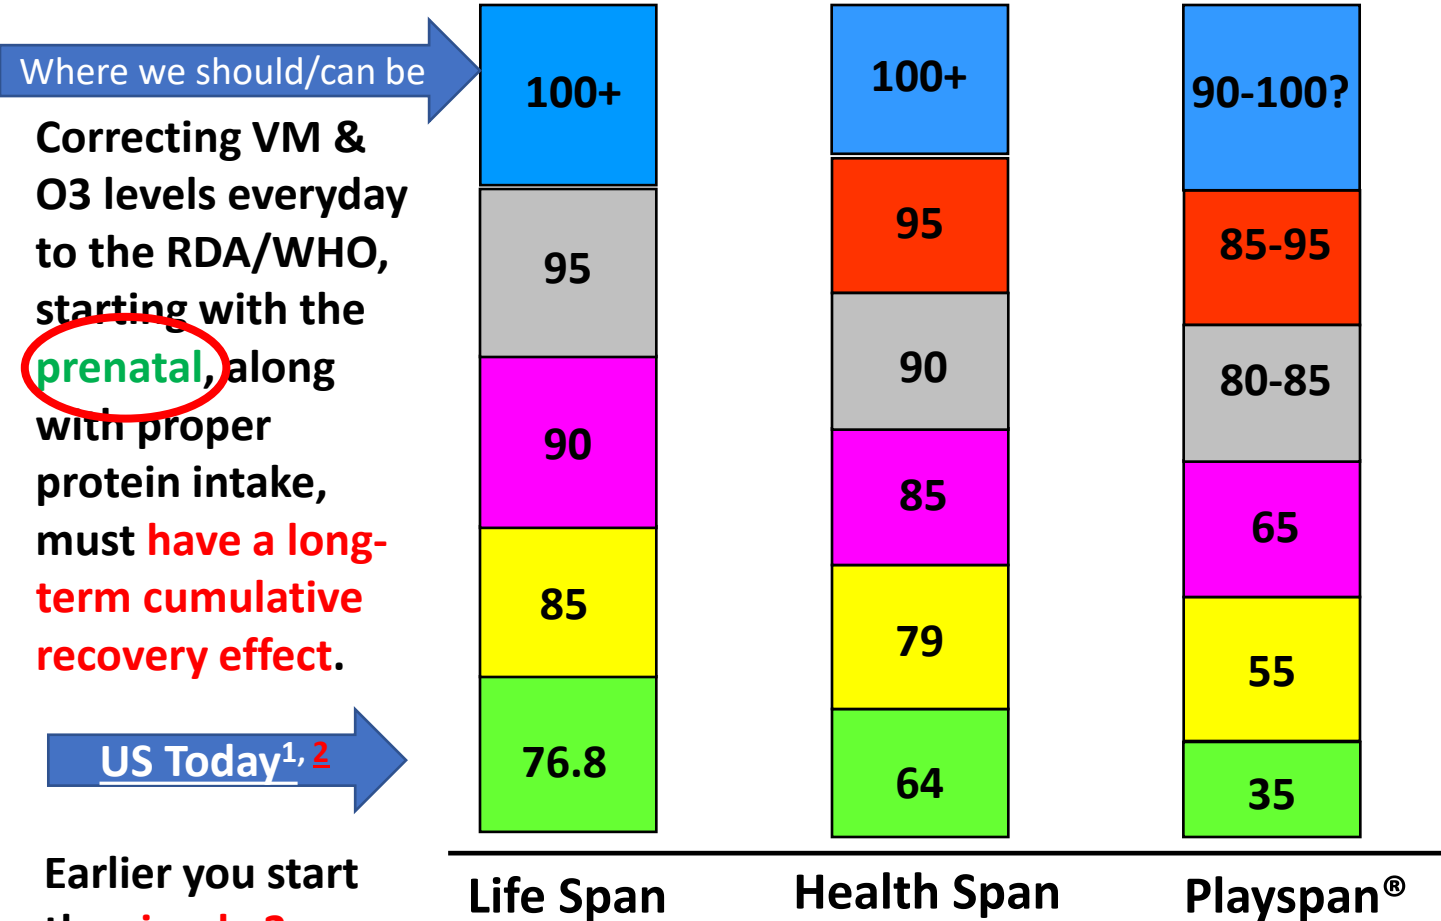 Where we should/can be
Correcting VM &
O3 levels everyday
to the RDA/WHO,
starting with the
prenatal, along
with proper
protein intake,
must have a long-
term cumulative
recovery effect.
US Today1, 2
Earlier you start
100+
95
90
85
76.8
Life Span
100+
95
90
85
79
64
Health Span
90-100?
85-95
80-85
65
55
35
Playspan®